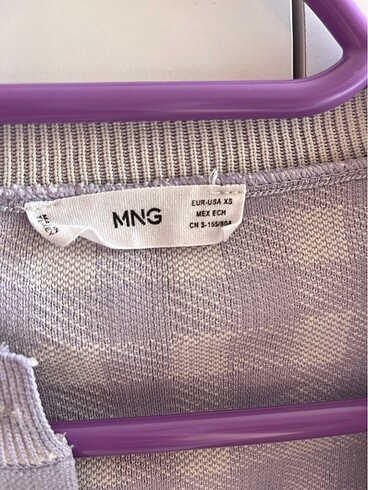 MNG
EUR-USA XS
MEX ECH
CN S-155/80A